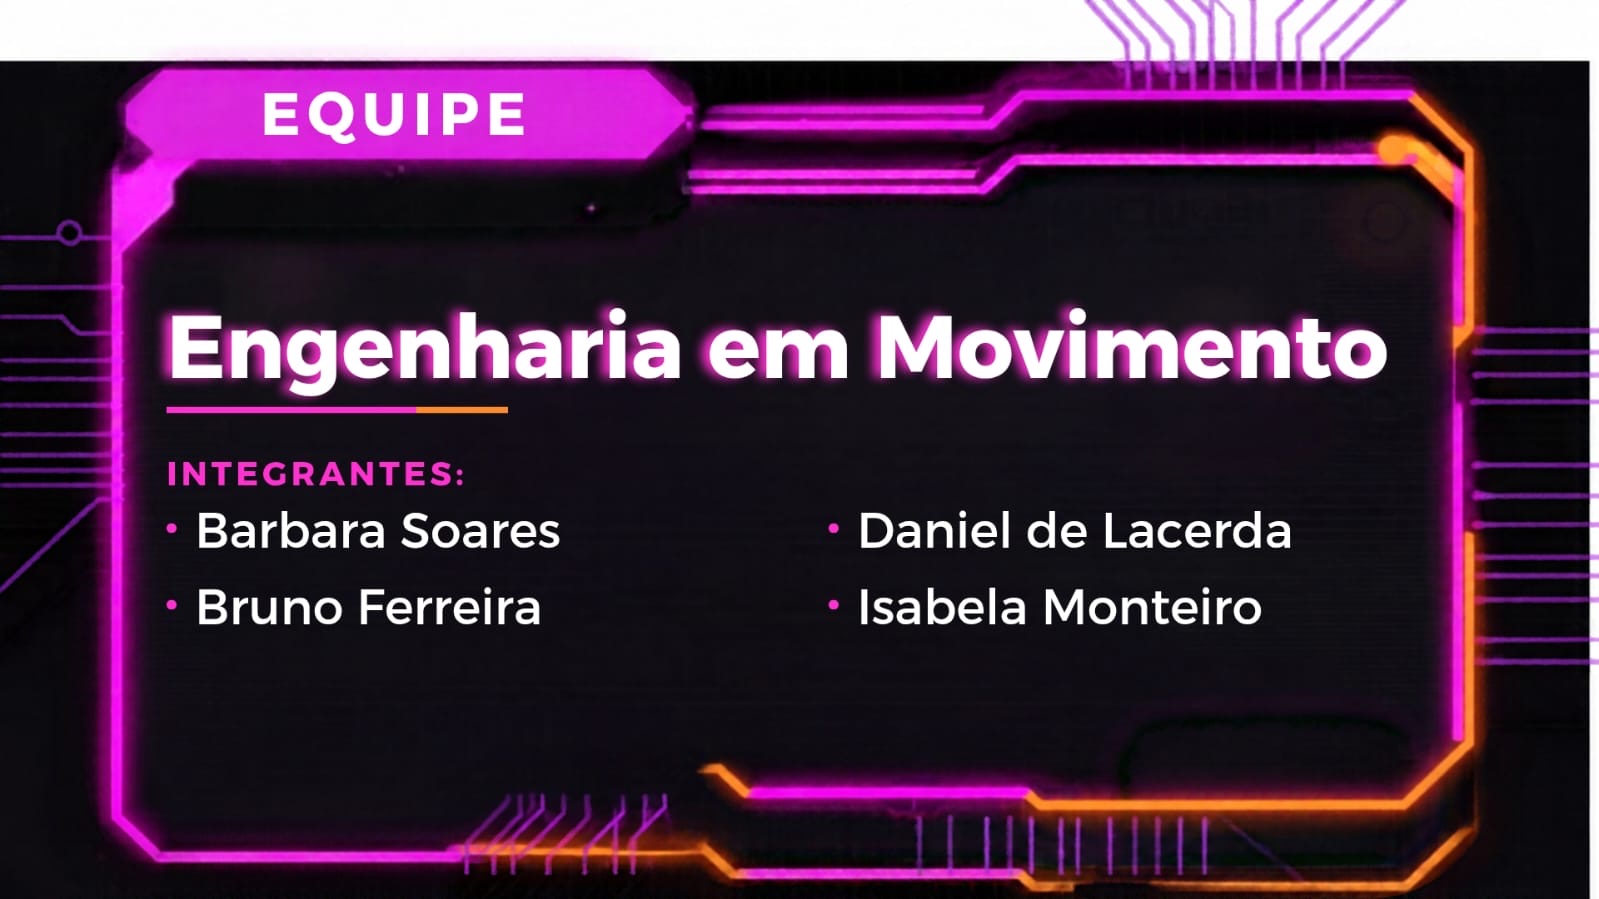 EQUIPE
Engenharia em Movimento
INTEGRANTES:
• Barbara Soares
• Bruno Ferreira
• Daniel de Lacerda
• Isabela Monteiro